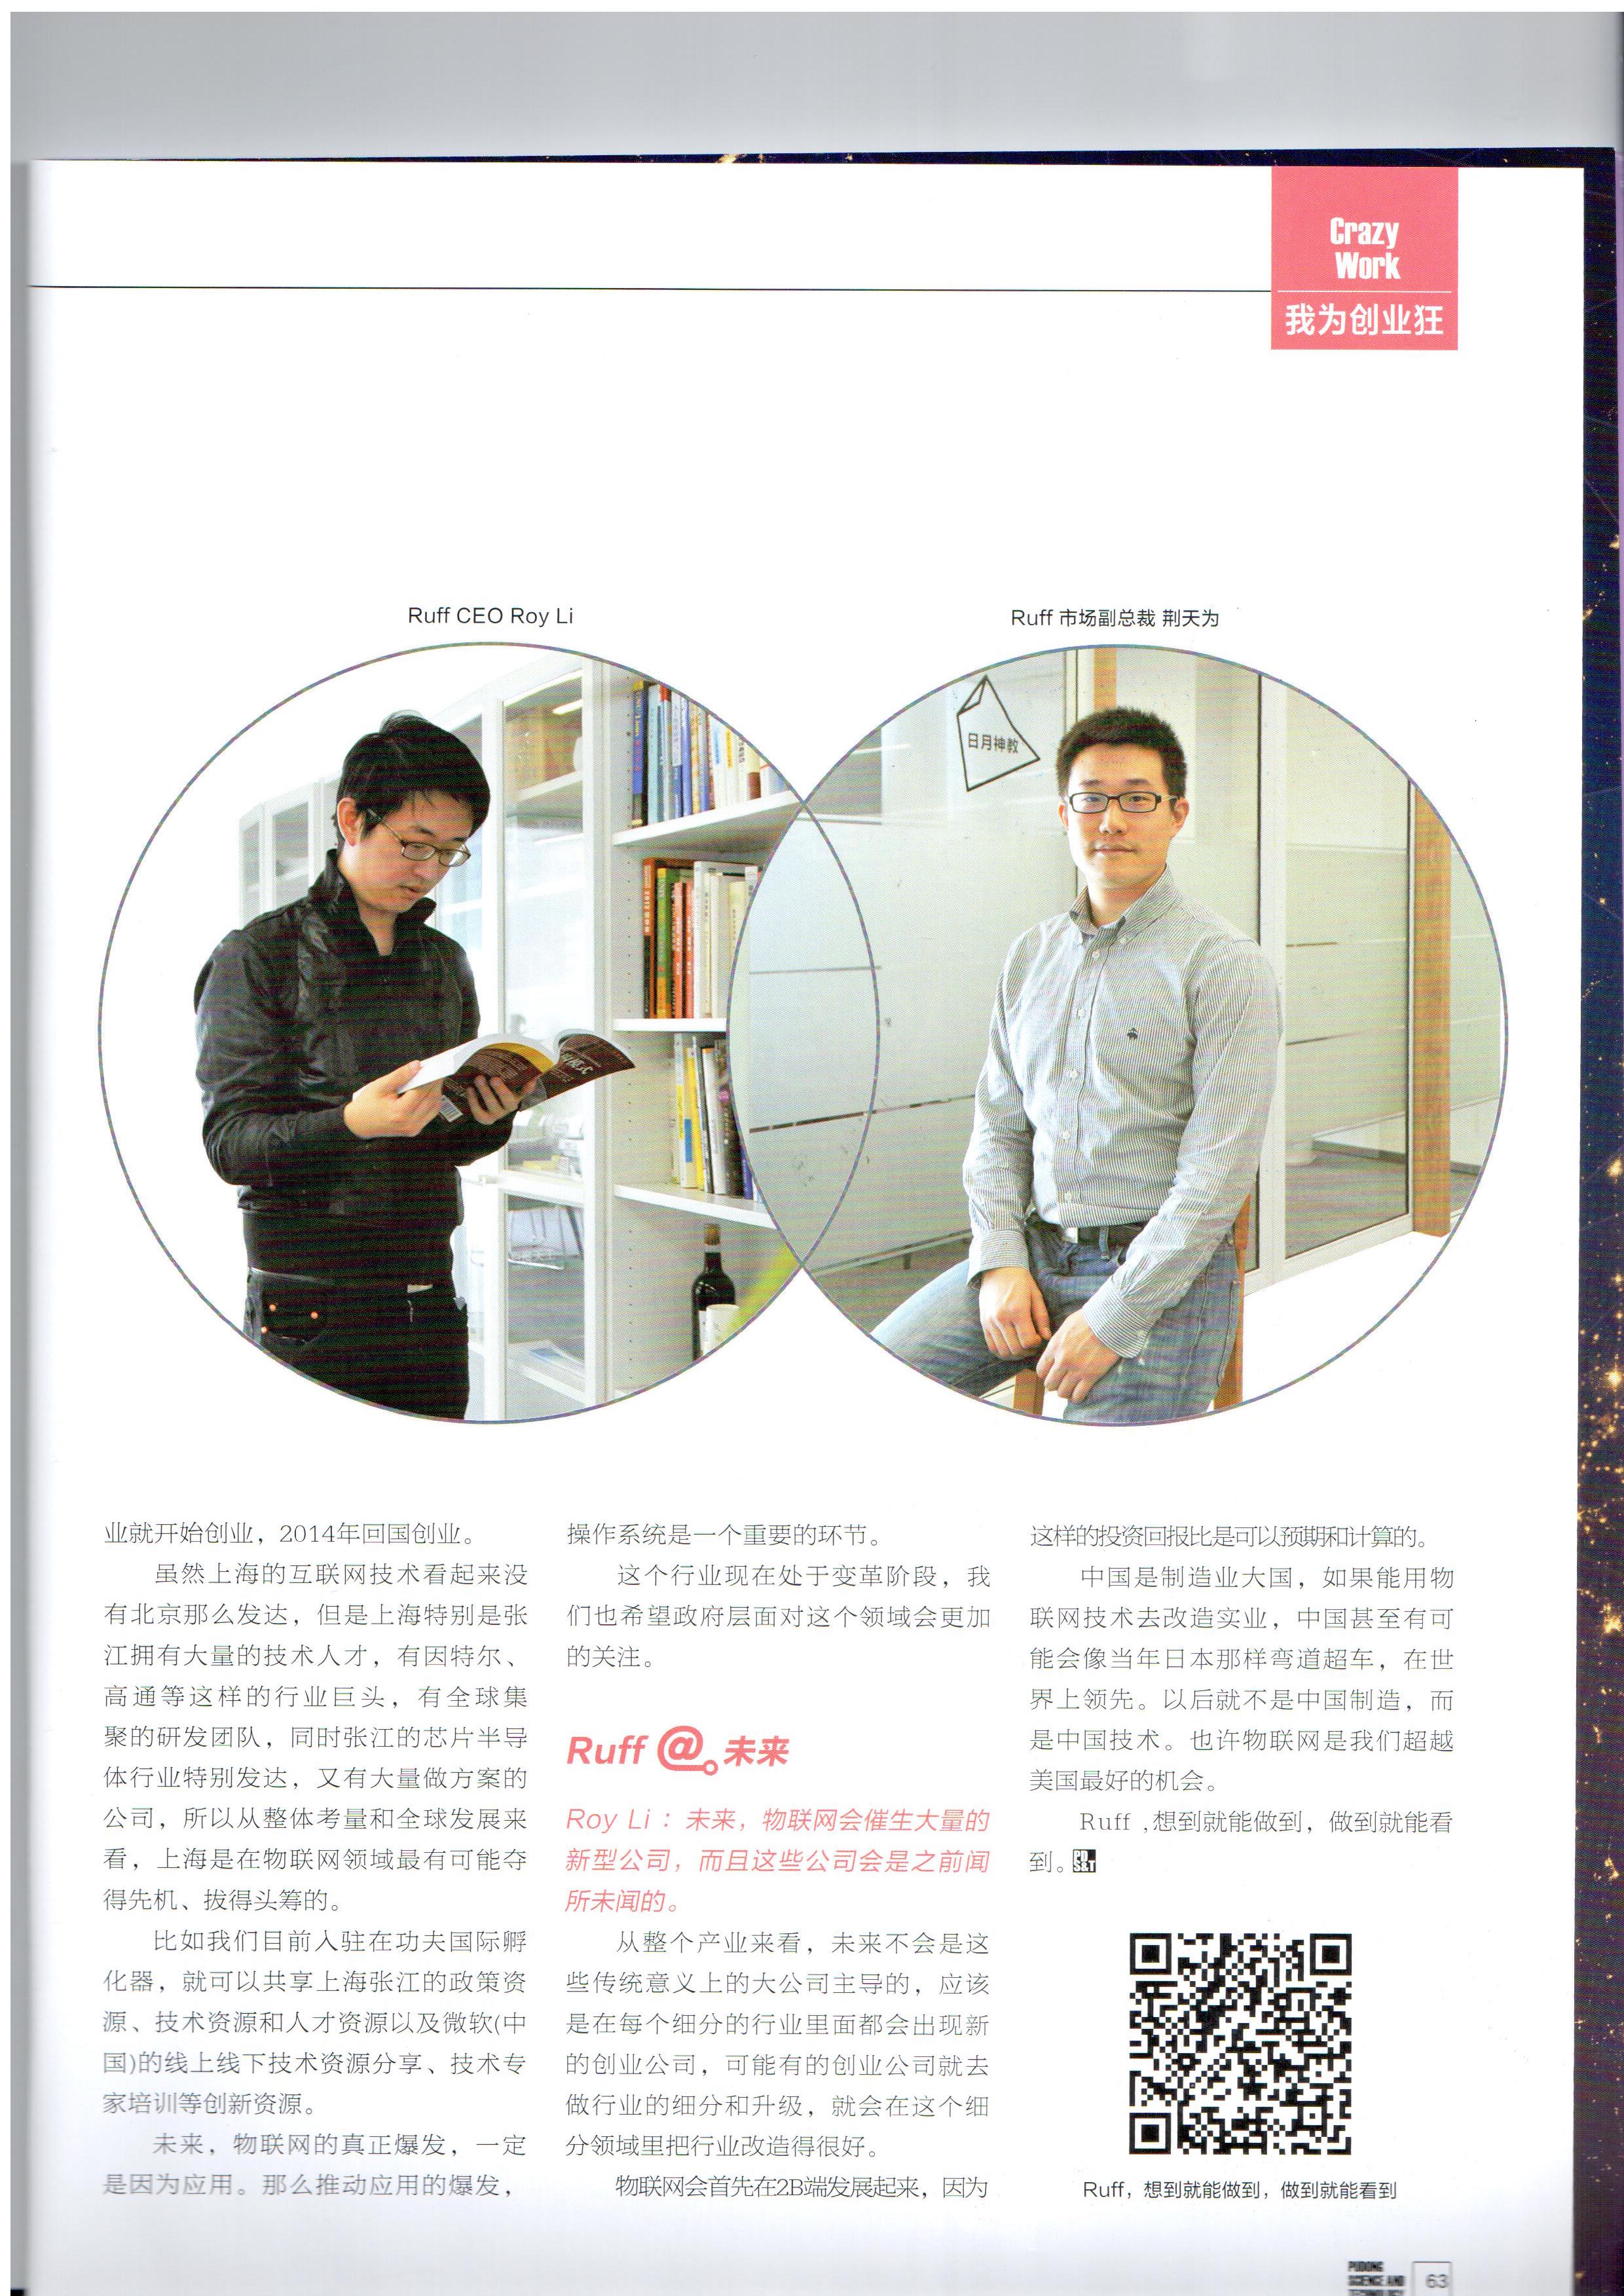 Crazy
Work
我为创业狂
Ruff CEO Roy Li
Ruff 市场副总裁 荆天为
日月神教
业就开始创业，2014年回国创业。
虽然上海的互联网技术看起来没
有北京那么发达，但是上海特别是张
江拥有大量的技术人才，有因特尔、
高通等这样的行业巨头，有全球集
聚的研发团队，同时张江的芯片半导
体行业特别发达，又有大量做方案的
公司，所以从整体考量和全球发展来
看，上海是在物联网领域最有可能夺
得先机、拔得头筹的。
比如我们目前入驻在功夫国际孵
化器，就可以共享上海张江的政策资
源、技术资源和人才资源以及微软(中
国)的线上线下技术资源分享、技术专
家培训等创新资源。
未来，物联网的真正爆发，一定
是因为应用。那么推动应用的爆发，
操作系统是一个重要的环节。
这个行业现在处于变革阶段，我
们也希望政府层面对这个领域会更加
的关注。
Ruff @。未来
Roy Li：未来，物联网会催生大量的
新型公司，而且这些公司会是之前闻
所未闻的。
从整个产业来看，未来不会是这
些传统意义上的大公司主导的，应该
是在每个细分的行业里面都会出现新
的创业公司，可能有的创业公司就去
做行业的细分和升级，就会在这个细
分领域里把行业改造得很好。
物联网会首先在2B端发展起来，因为
这样的投资回报比是可以预期和计算的。
中国是制造业大国，如果能用物
联网技术去改造实业，中国甚至有可
能会像当年日本那样弯道超车，在世
界上领先。以后就不是中国制造，而
是中国技术。也许物联网是我们超越
美国最好的机会。
Ruff ,想到就能做到，做到就能看
到。PD S&T
Ruff，想到就能做到，做到就能看到
PUDONG
SCIENCE AND
TECHNOLOGY
63